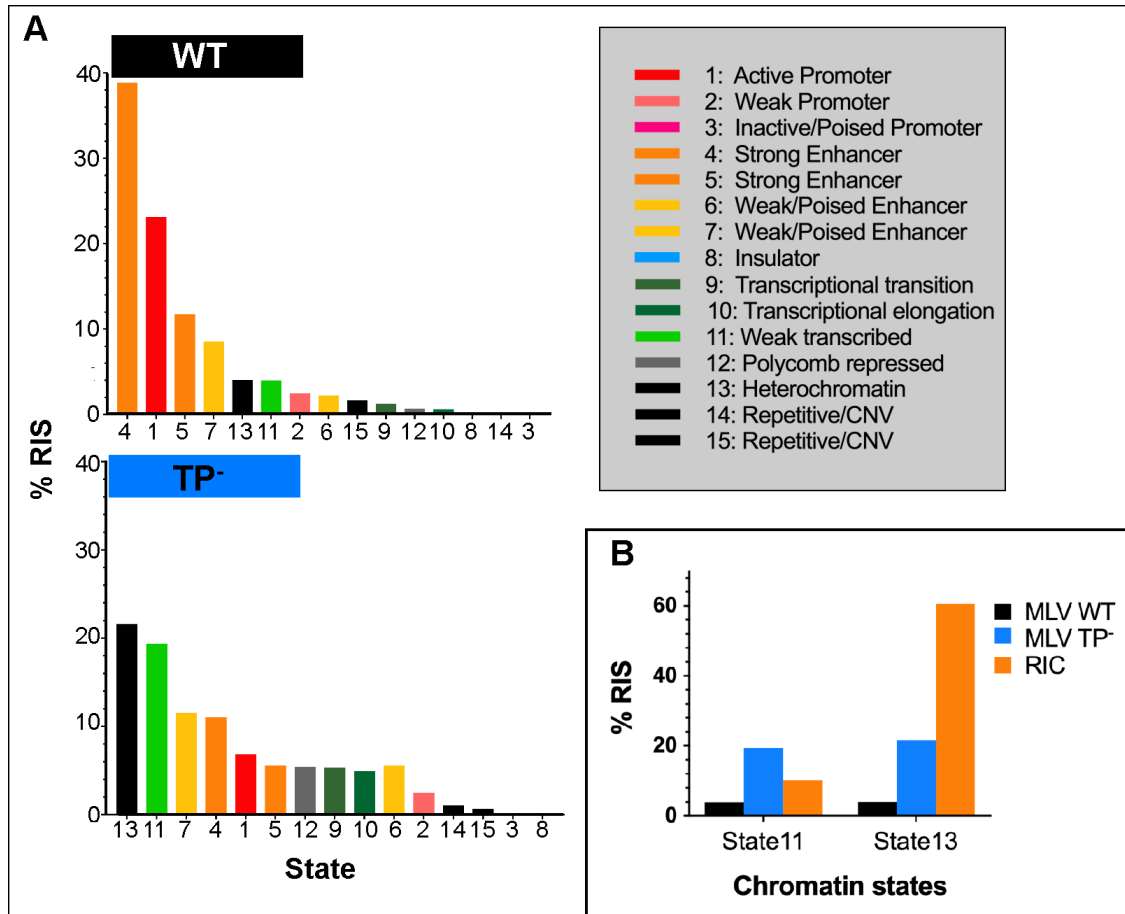 A
WT
40
30
20
10
0
4 1 5 7 13 11 2 6 15 9 12 10 8 14 3
% RIS
TP-
40
30
20
10
0
13 11 7 4 1 5 12 9 10 6 2 14 15 3 8
State
1: Active Promoter
2: Weak Promoter
3: Inactive/Poised Promoter
4: Strong Enhancer
5: Strong Enhancer
6: Weak/Poised Enhancer
7: Weak/Poised Enhancer
8: Insulator
9: Transcriptional transition
10: Transcriptional elongation
11: Weak transcribed
12: Polycomb repressed
13: Heterochromatin
14: Repetitive/CNV
15: Repetitive/CNV
B
% RIS
60
40
20
0
State11 State13
Chromatin states
MLV WT
MLV TP-
RIC